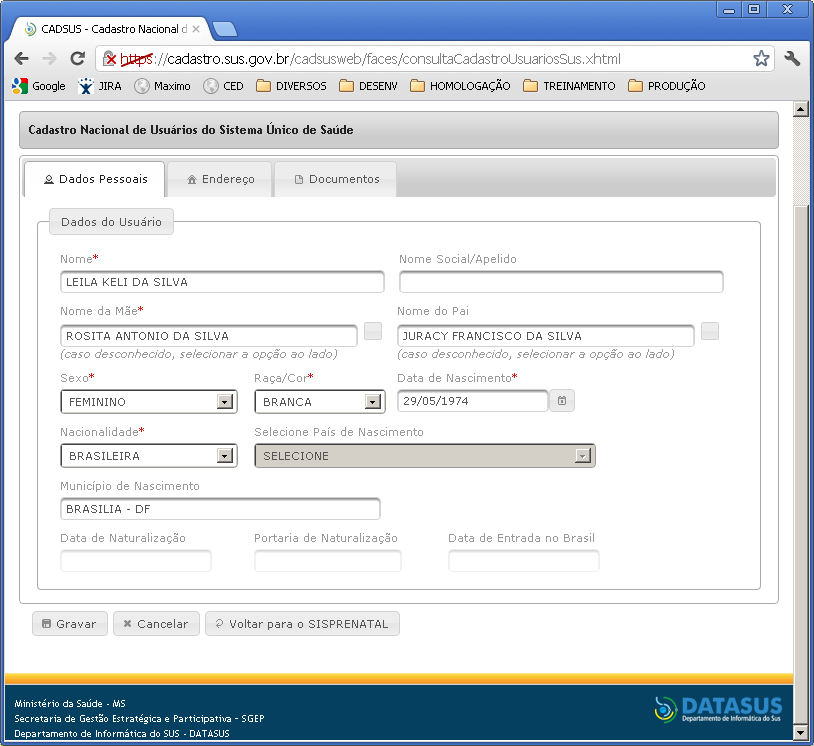 CADSUS - Cadastro Nacional d
https://cadastro.sus.gov.br/cadsusweb/faces/consultaCadastroUsuariosSus.xhtml
Google JIRA Maximo CED DIVERSOS DESENV HOMOLOGAÇÃO TREINAMENTO PRODUÇÃO
Cadastro Nacional de Usuários do Sistema Único de Saúde
Dados Pessoais Endereço Documentos
Dados do Usuário
Nome* Nome Social/Apelido
LEILA KELI DA SILVA
Nome da Mãe* Nome do Pai
ROSITA ANTONIO DA SILVA JURACY FRANCISCO DA SILVA
(caso desconhecido, selecionar a opção ao lado) (caso desconhecido, selecionar a opção ao lado)
Sexo* Raça/Cor* Data de Nascimento*
FEMININO BRANCA 29/05/1974
Nacionalidade* Selecione País de Nascimento
BRASILEIRA SELECIONE
Município de Nascimento
BRASILIA - DF
Data de Naturalização Portaria de Naturalização Data de Entrada no Brasil
Gravar Cancelar Voltar para o SISPRENATAL
Ministério da Saúde - MS
Secretaria de Gestão Estratégica e Participativa - SGEP
Departamento de Informática do SUS - DATASUS
DATASUS
Departamento de Informática do Sus